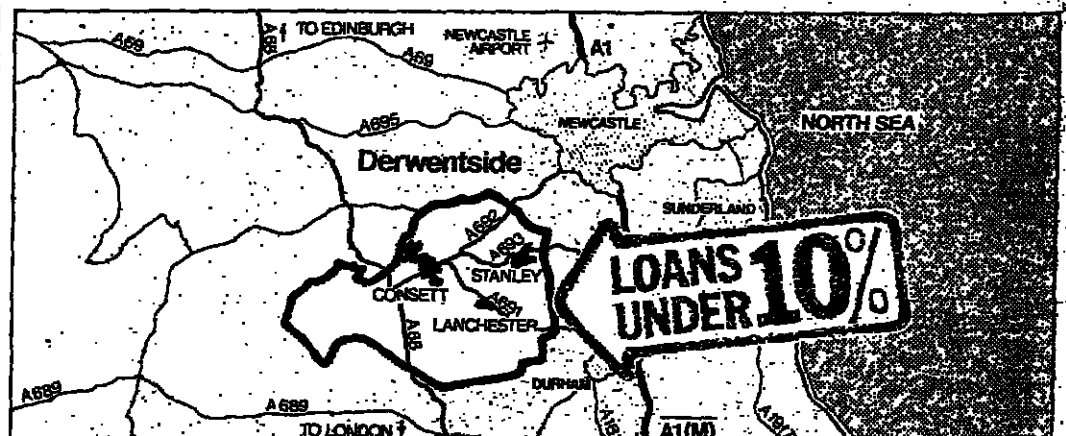 A69
A68
TO EDINBURGH
A69
NEWCASTLE
AIRPORT
A1
A695
NEWCASTLE
NORTH SEA
Derwentside
SUNDERLAND
A692
A693
STANLEY
CONSETT
A691
LANCHESTER
A68
LOANS
UNDER 10%
DURHAM
A689
A689
TO LONDON
A1(M)